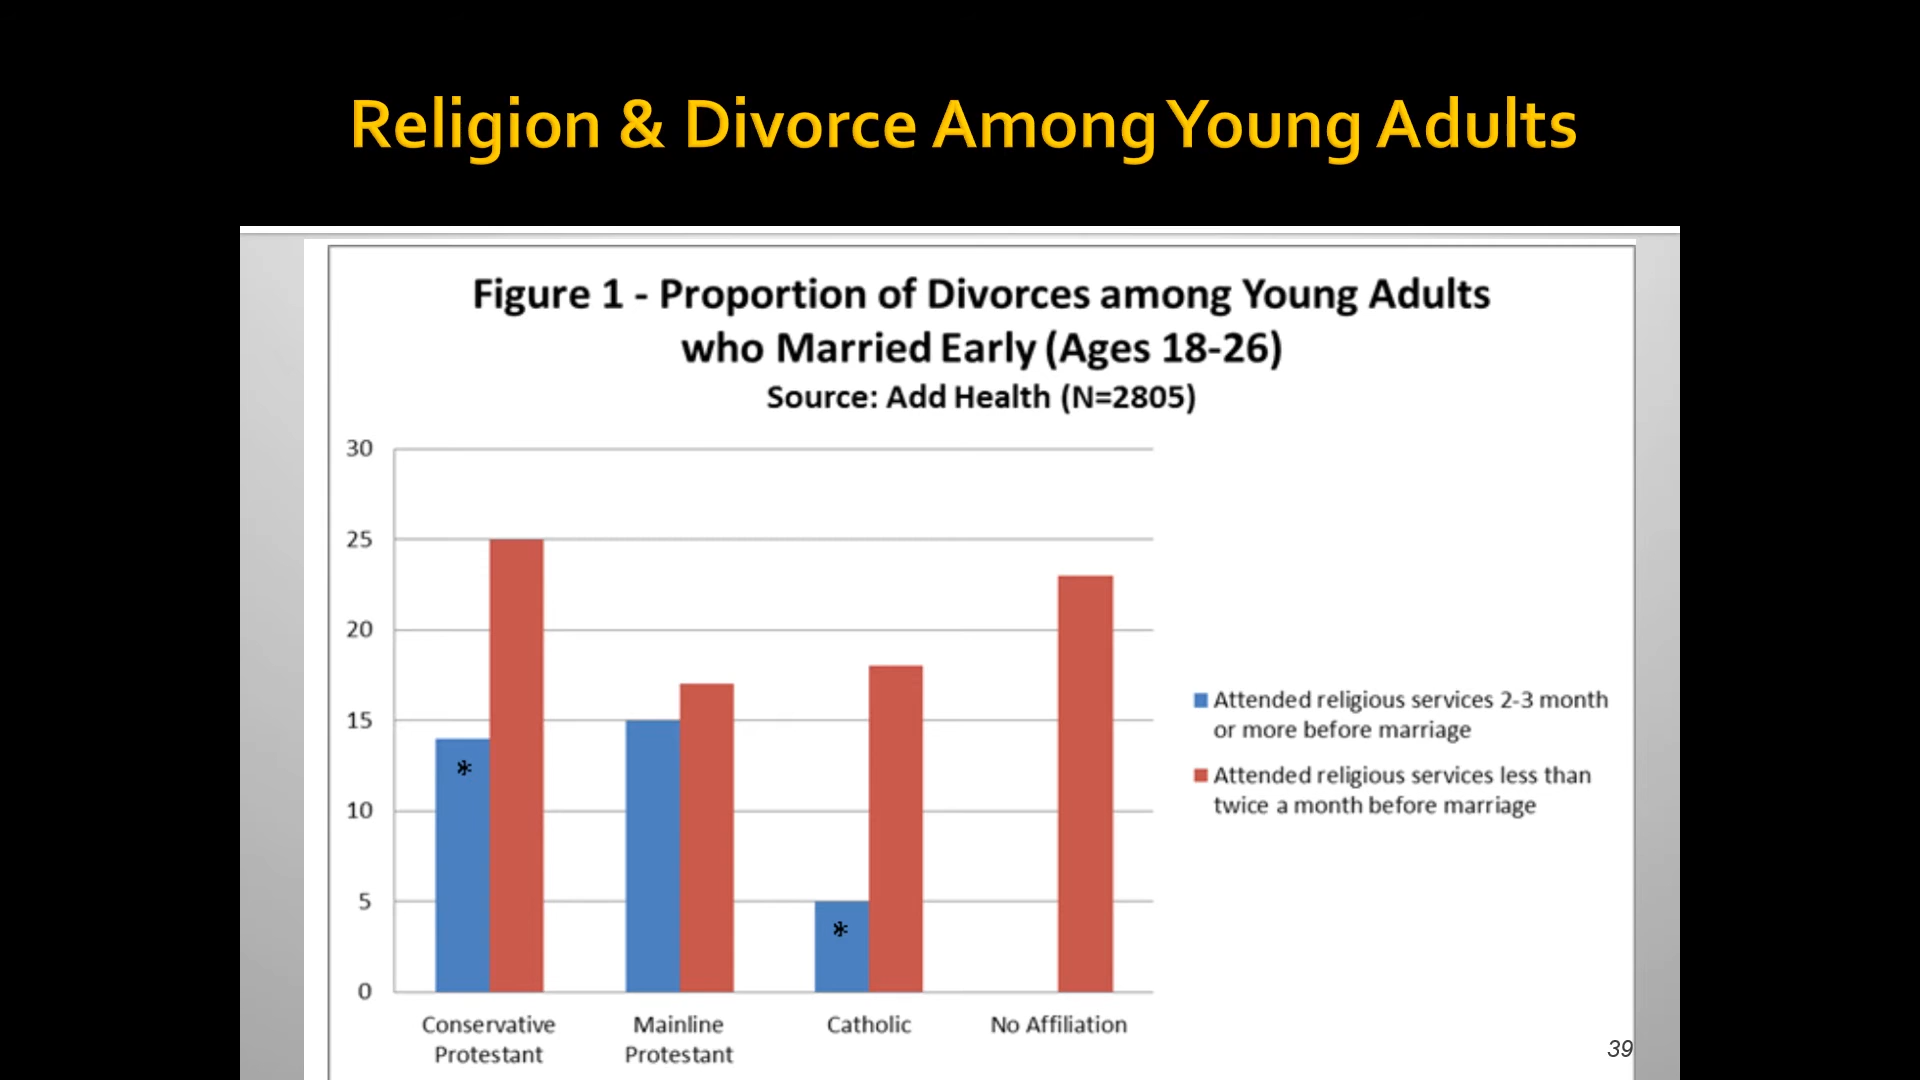 Religion & Divorce Among Young Adults
Figure 1 - Proportion of Divorces among Young Adults
who Married Early (Ages 18-26)
Source: Add Health (N=2805)
30
25
20
15
10
5
0
*
*
Conservative
Protestant
Mainline
Protestant
Catholic
No Affiliation
Attended religious services 2-3 month
or more before marriage
Attended religious services less than
twice a month before marriage
39